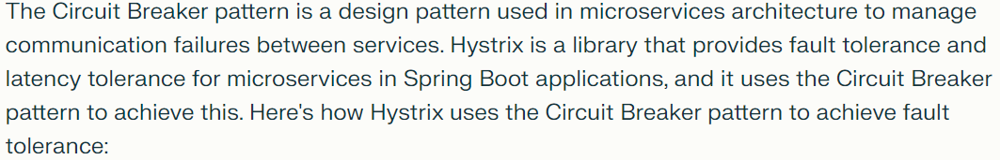 The Circuit Breaker pattern is a design pattern used in microservices architecture to manage
communication failures between services. Hystrix is a library that provides fault tolerance and
latency tolerance for microservices in Spring Boot applications, and it uses the Circuit Breaker
pattern to achieve this. Here's how Hystrix uses the Circuit Breaker pattern to achieve fault
tolerance: